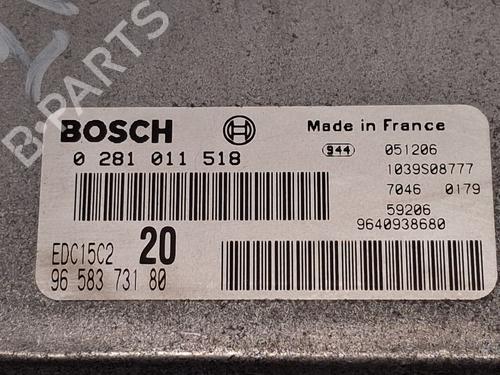 B-PARTS
BOSCH
Made in France
0 281 011 518
944 051206
1039S08777
7046 0179
59206
9640938680
EDC15C2 20
96 583 731 80